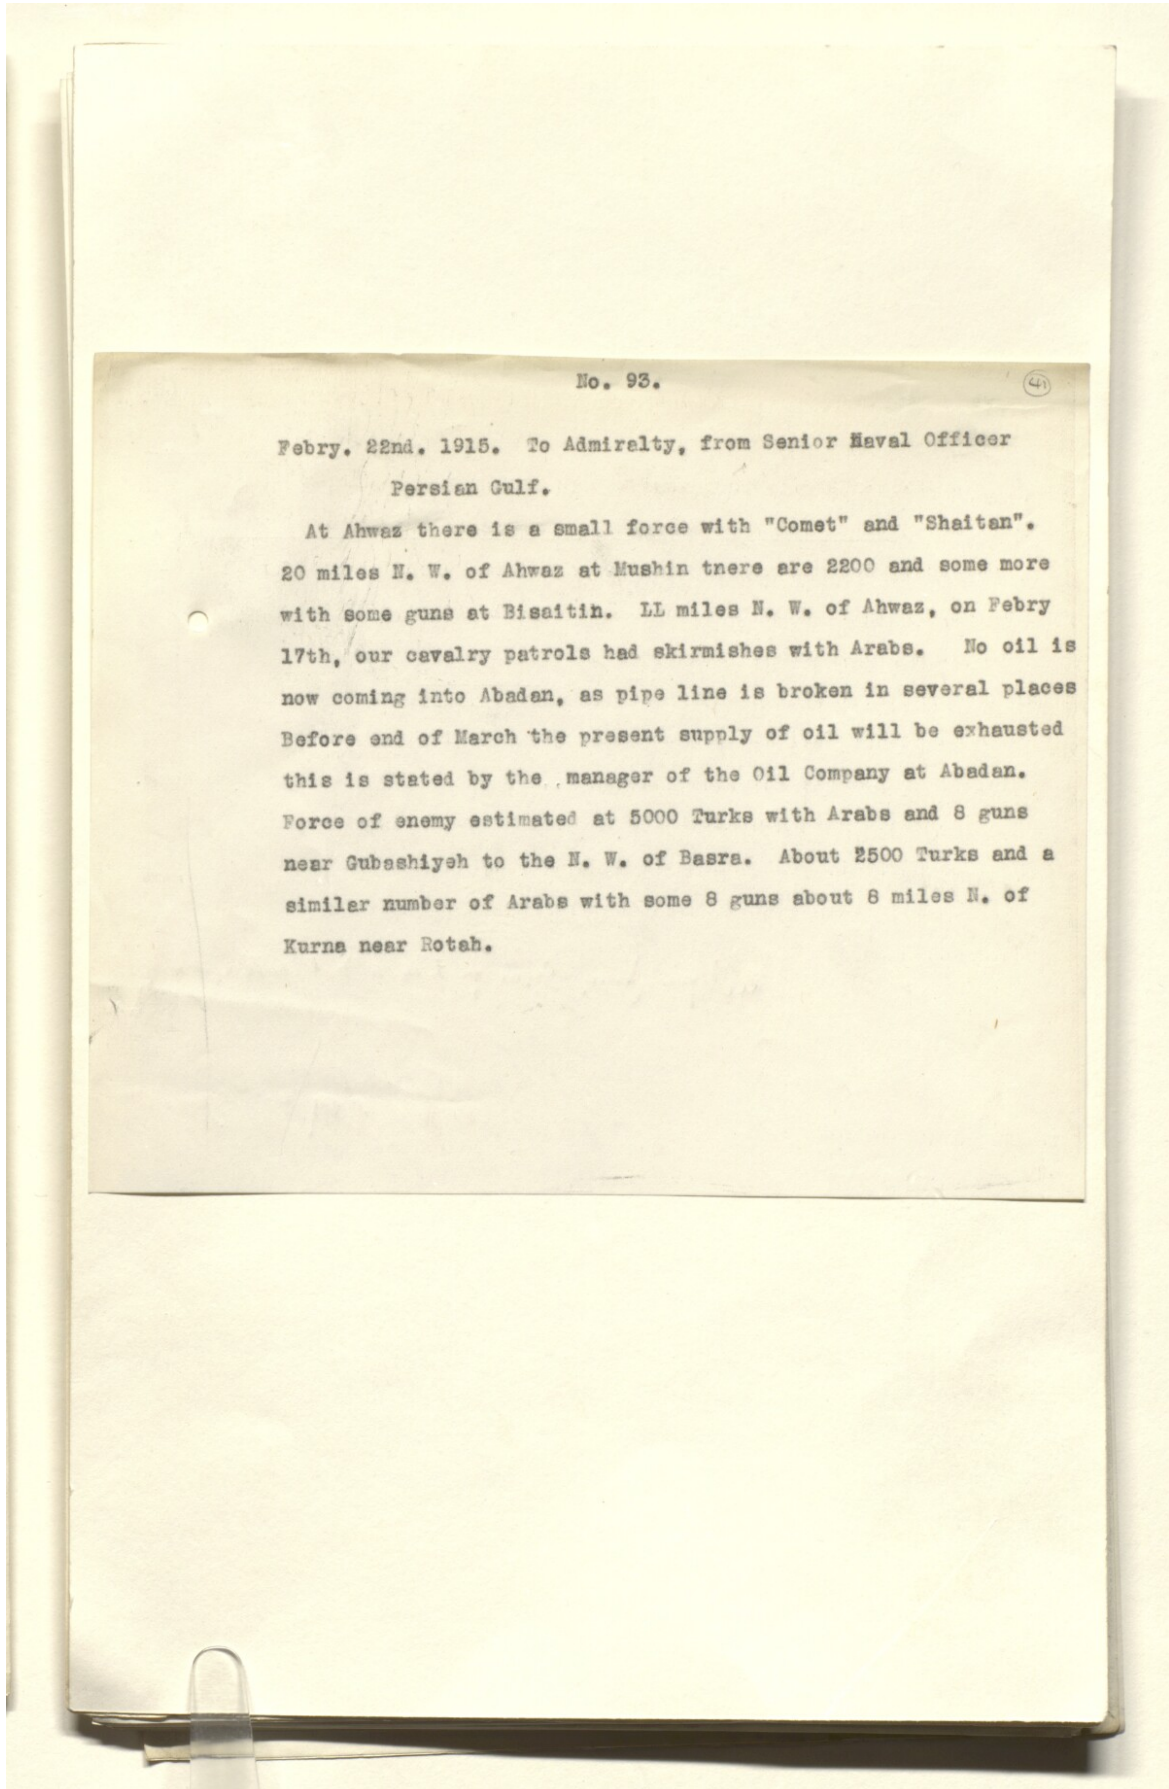 No. 93.
41
Febry. 22nd. 1915. To Admiralty, from Senior Naval Officer
Persian Gulf.
At Ahwaz there is a small force with "Comet" and "Shaitan".
20 miles N. W. of Ahwaz at Mushin tnere are 2200 and some more
with some guns at Bisaitin. LL miles N. W. of Ahwaz, on Febry
17th, our cavalry patrols had skirmishes with Arabs. No oil is
now coming into Abadan, as pipe line is broken in several places
Before end of March the present supply of oil will be exhausted
this is stated by the manager of the Oil Company at Abadan.
Force of enemy estimated at 5000 Turks with Arabs and 8 guns
near Gubashiyeh to the N. W. of Basra. About 2500 Turks and a
similar number of Arabs with some 8 guns about 8 miles N. of
Kurna near Rotah.